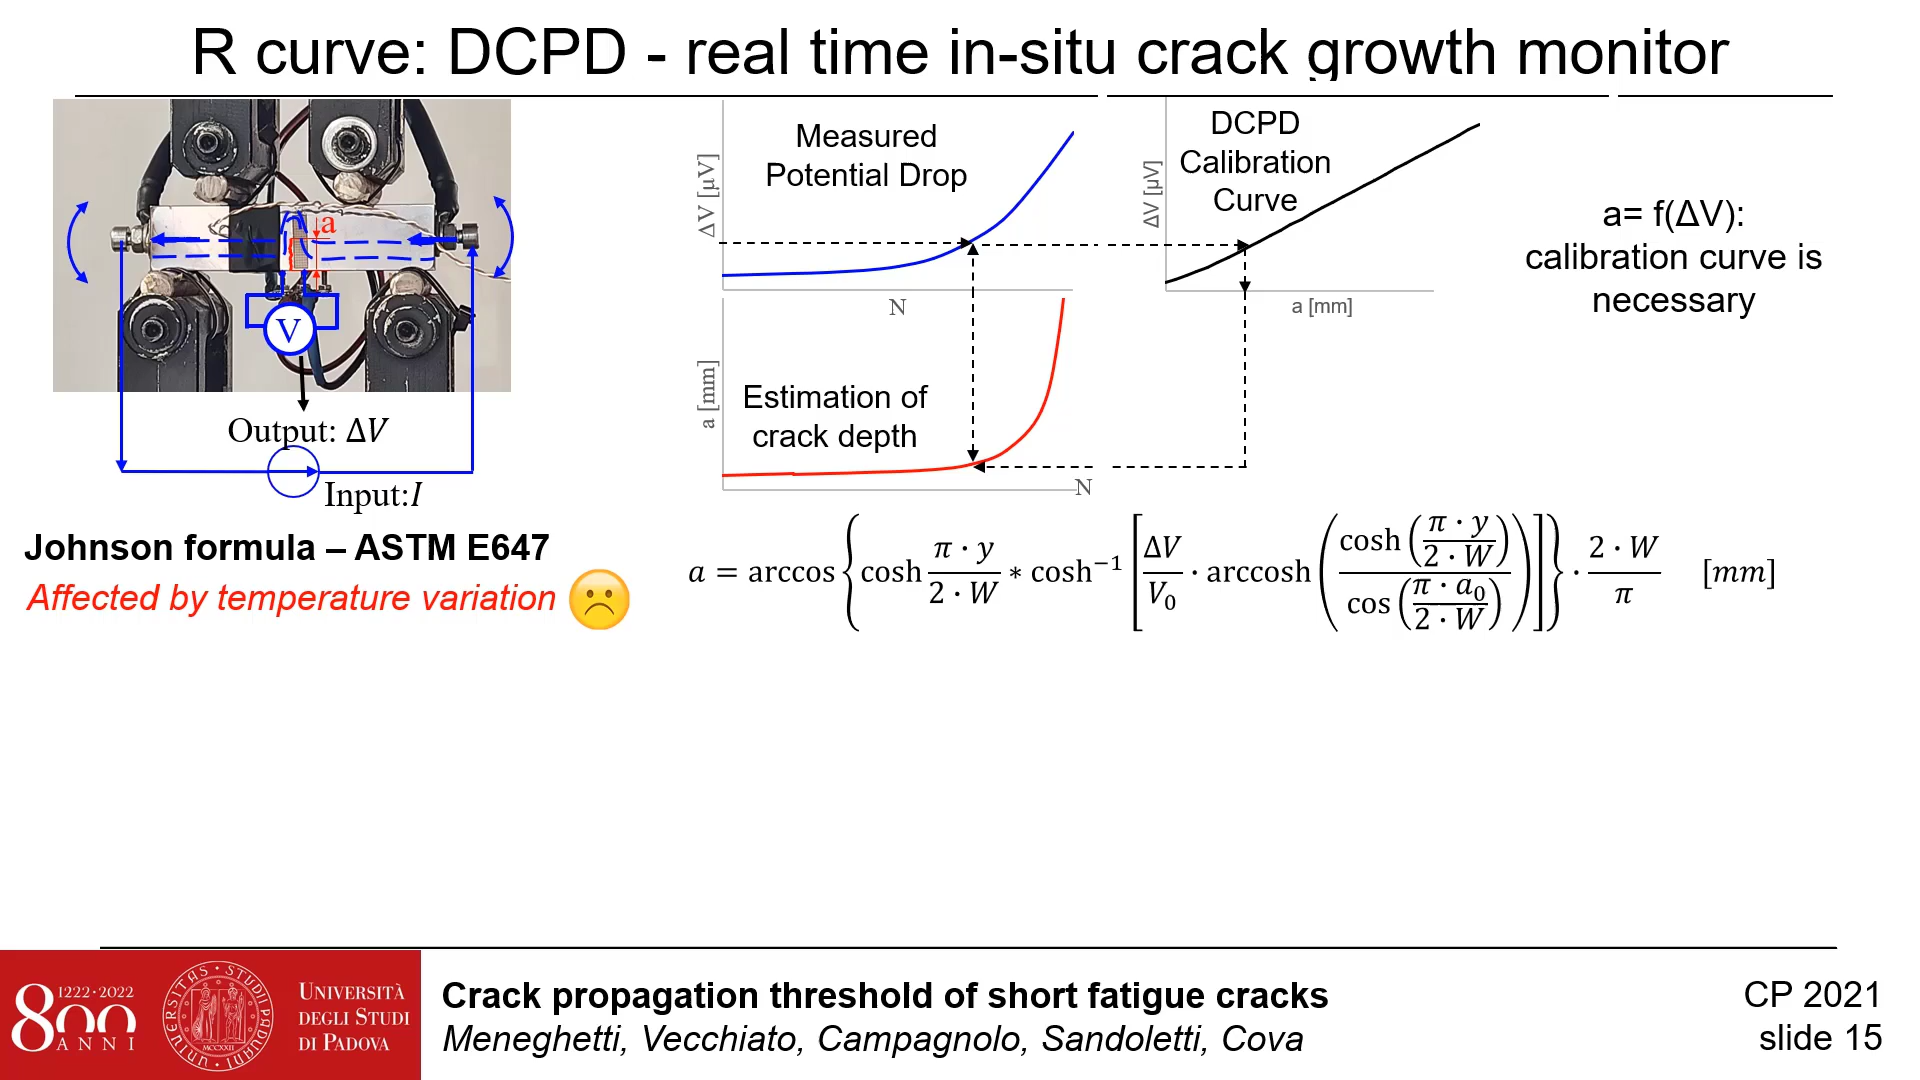 R curve: DCPD - real time in-situ crack growth monitor
a
V
Output: ΔV
Input:I
Measured
Potential Drop
ΔV [μV]
N
DCPD
Calibration
Curve
ΔV [μV]
a [mm]
a= f(ΔV):
calibration curve is
necessary
Estimation of
crack depth
a [mm]
N
Johnson formula – ASTM E647
Affected by temperature variation
a = arccos{cosh (π · y)/(2 · W) ∗ cosh⁻¹[ΔV/V₀ · arccosh(cosh((π · y)/(2 · W))/cos((π · a₀)/(2 · W)))]} · (2 · W)/π [mm]
1222·2022
800
ANNI
UNIVERSITÀ
DEGLI STUDI
DI PADOVA
Crack propagation threshold of short fatigue cracks
Meneghetti, Vecchiato, Campagnolo, Sandoletti, Cova
CP 2021
slide 15